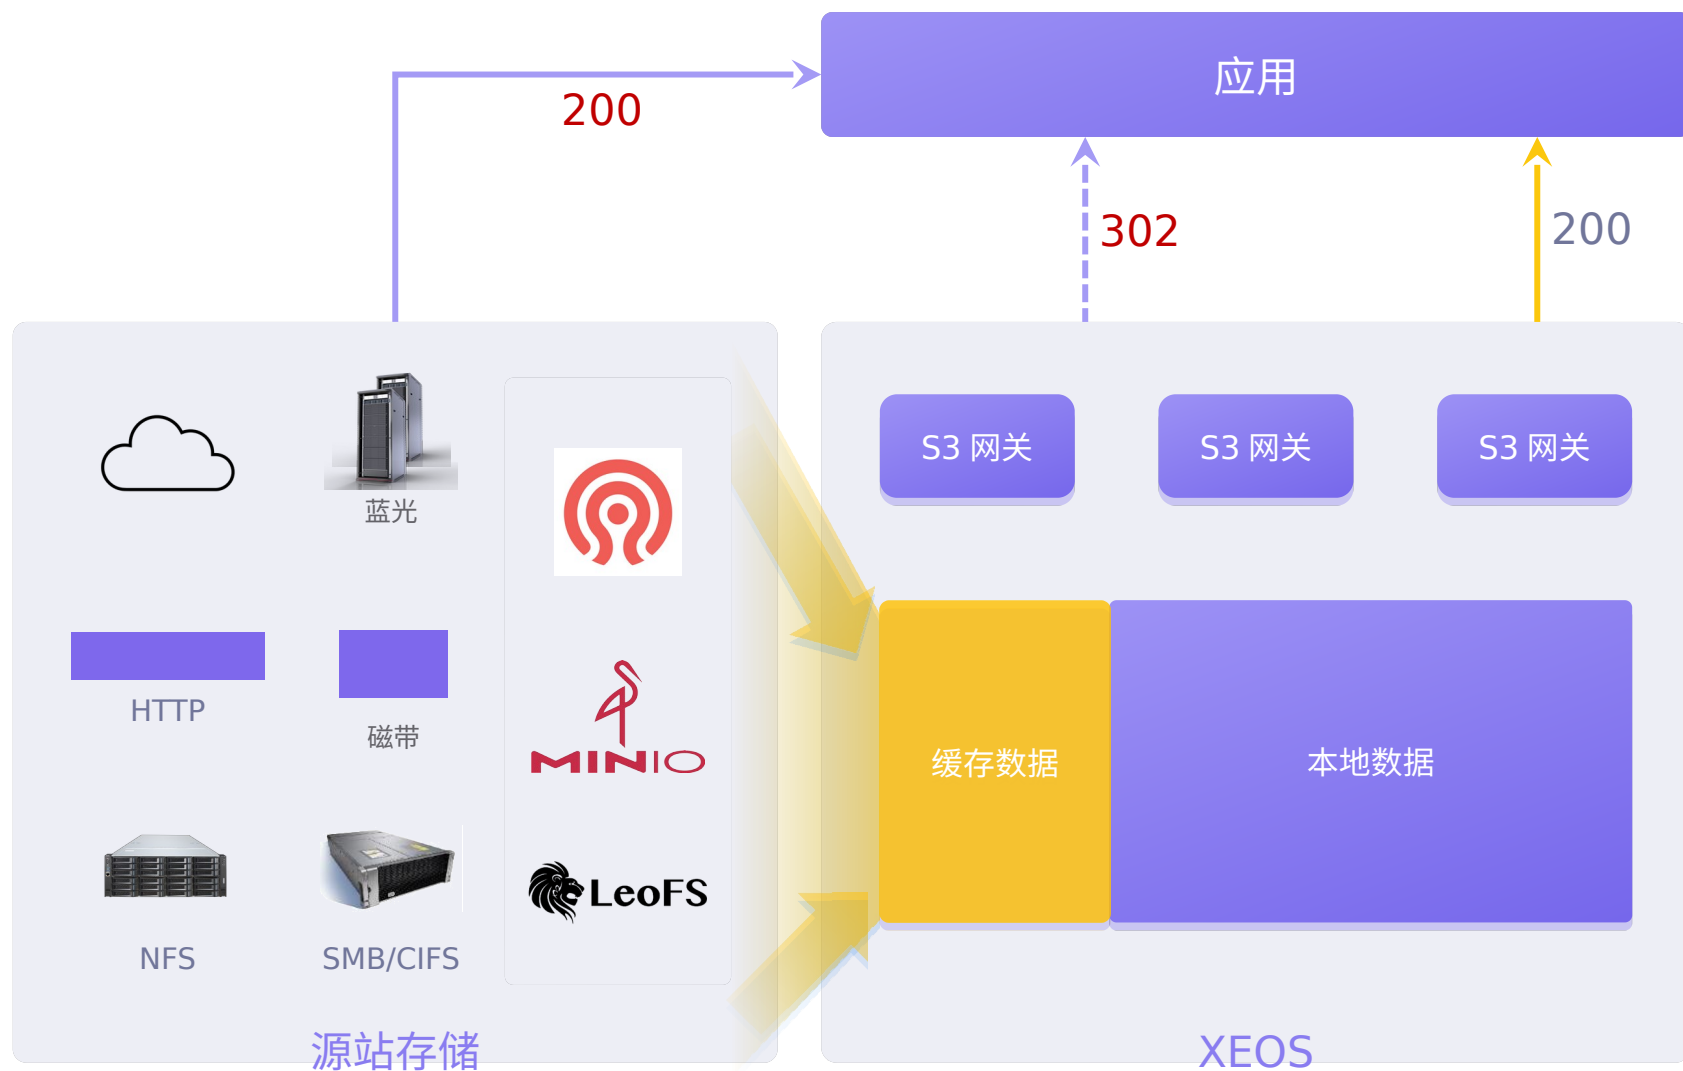 应用
200
302
200
S3 网关
S3 网关
S3 网关
蓝光
HTTP
磁带
MINIO
缓存数据
本地数据
LeoFS
NFS
SMB/CIFS
源站存储
XEOS